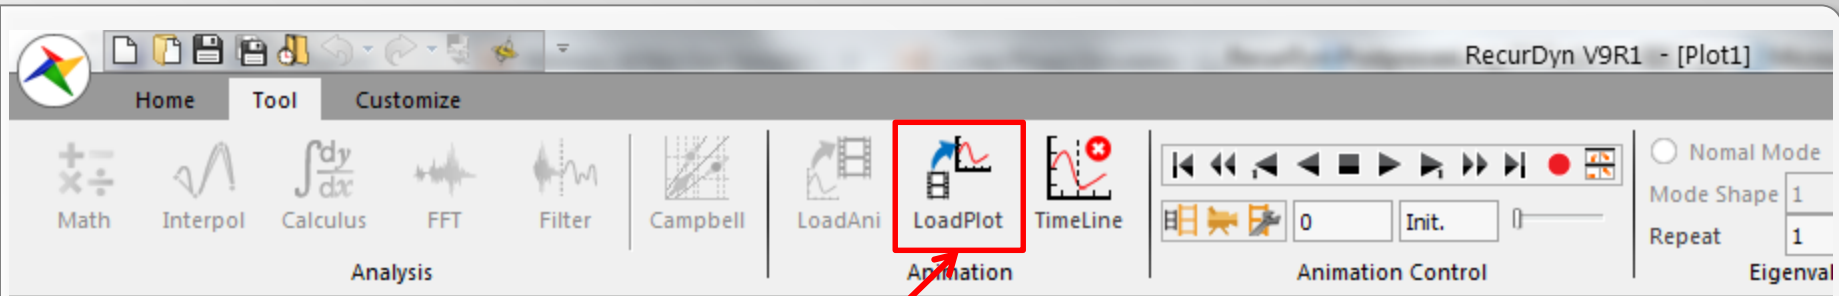 RecurDyn V9R1 - [Plot1]
Home Tool Customize
Math Interpol Calculus FFT Filter Campbell LoadAni LoadPlot TimeLine
0 Init.
Nomal Mode
Mode Shape 1
Repeat 1
Analysis Animation Animation Control Eigenval